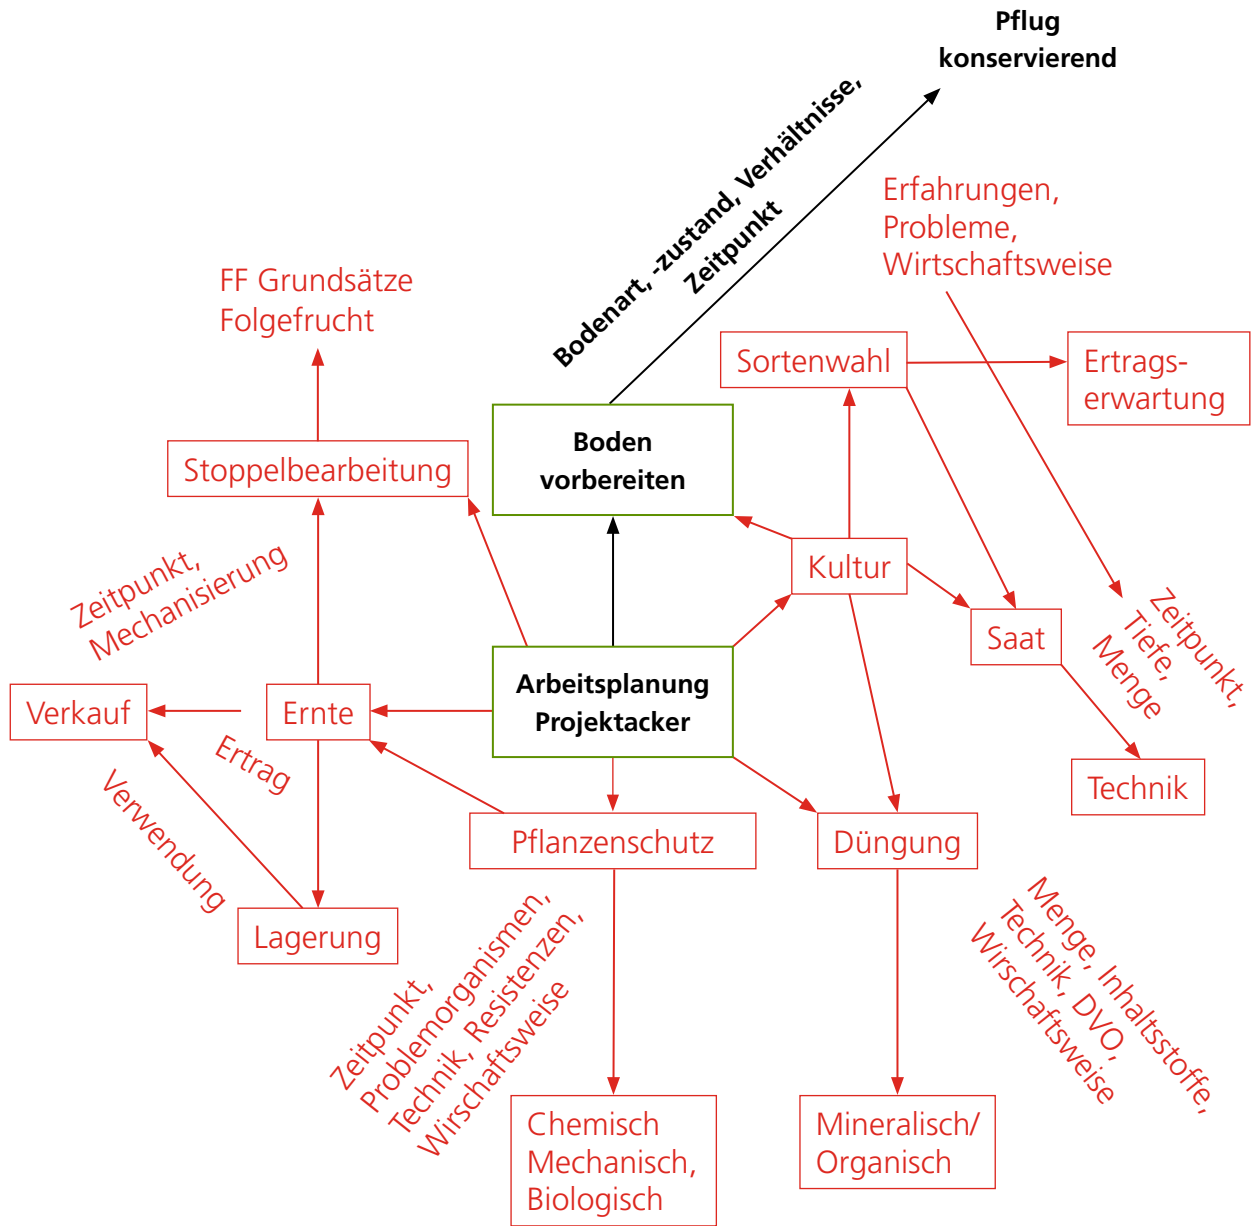 Pflug
konservierend
Bodenart, -zustand, Verhältnisse,
Zeitpunkt
Erfahrungen,
Probleme,
Wirtschaftsweise
FF Grundsätze
Folgefrucht
Sortenwahl
Ertrags-
erwartung
Boden
vorbereiten
Stoppelbearbeitung
Kultur
Zeitpunkt,
Mechanisierung
Saat
Zeitpunkt,
Tiefe,
Menge
Arbeitsplanung
Projektacker
Verkauf
Ernte
Ertrag
Verwendung
Technik
Pflanzenschutz
Düngung
Lagerung
Zeitpunkt,
Problemorganismen,
Technik, Resistenzen,
Wirschaftsweise
Menge, Inhaltsstoffe,
Technik, DVO,
Wirschaftsweise
Chemisch
Mechanisch,
Biologisch
Mineralisch/
Organisch